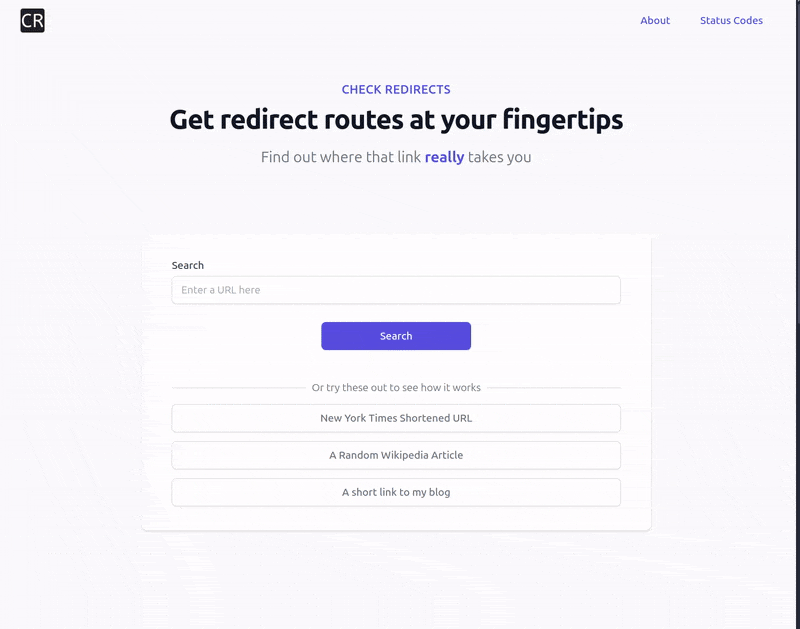 CR
About
Status Codes
CHECK REDIRECTS
Get redirect routes at your fingertips
Find out where that link really takes you
Search
Enter a URL here
Search
Or try these out to see how it works
New York Times Shortened URL
A Random Wikipedia Article
A short link to my blog